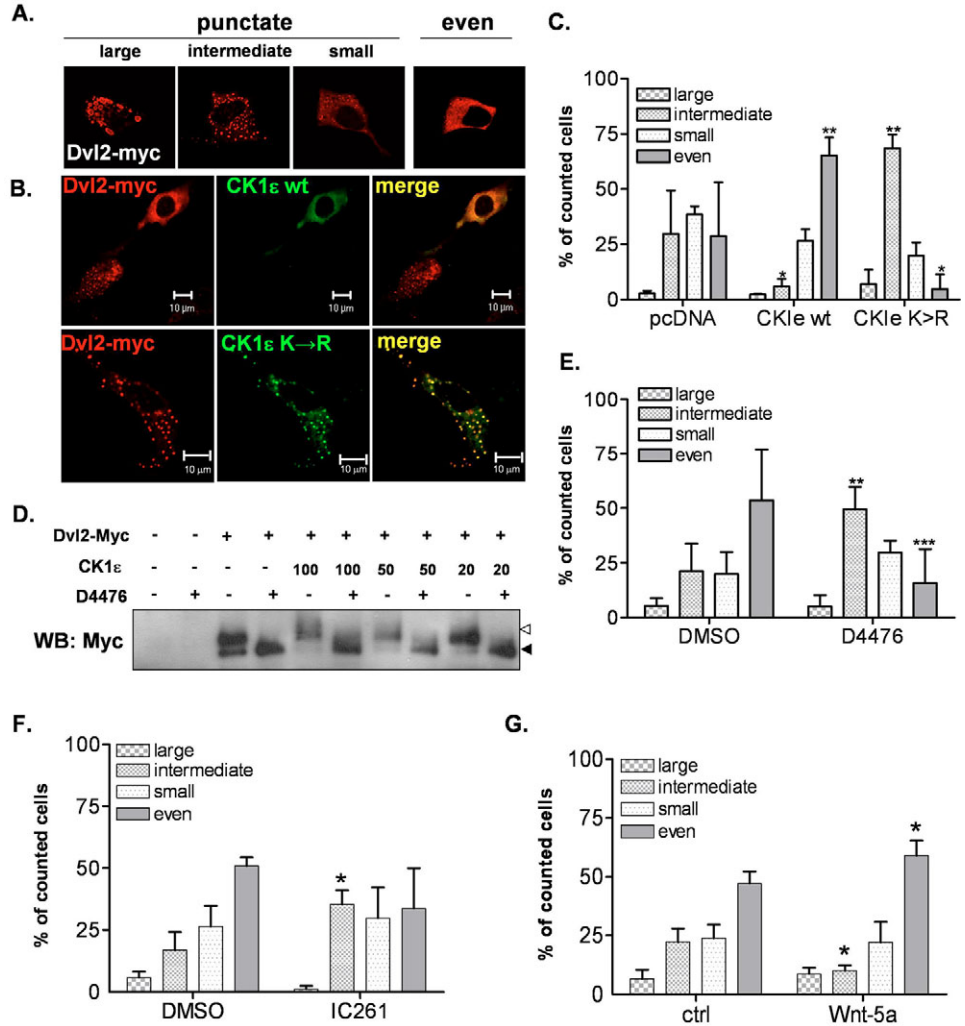 A.
punctate even
large intermediate small
Dvl2-myc
B.
Dvl2-myc CK1ε wt merge
10 µm 10 µm 10 µm
Dvl2-myc CK1ε K→R merge
10 µm 10 µm 10 µm
C.
100
75
50
25
0
% of counted cells
large
intermediate
small
even
* ** ** *
pcDNA CKIe wt CKIe K>R
D.
Dvl2-Myc - - + + + + + + + +
CK1ε - - - - 100 100 50 50 20 20
D4476 - + - + - + - + - +
WB: Myc
E.
100
75
50
25
0
% of counted cells
large
intermediate
small
even
** ***
DMSO D4476
F.
100
75
50
25
0
% of counted cells
large
intermediate
small
even
*
DMSO IC261
G.
100
75
50
25
0
% of counted cells
large
intermediate
small
even
* *
ctrl Wnt-5a